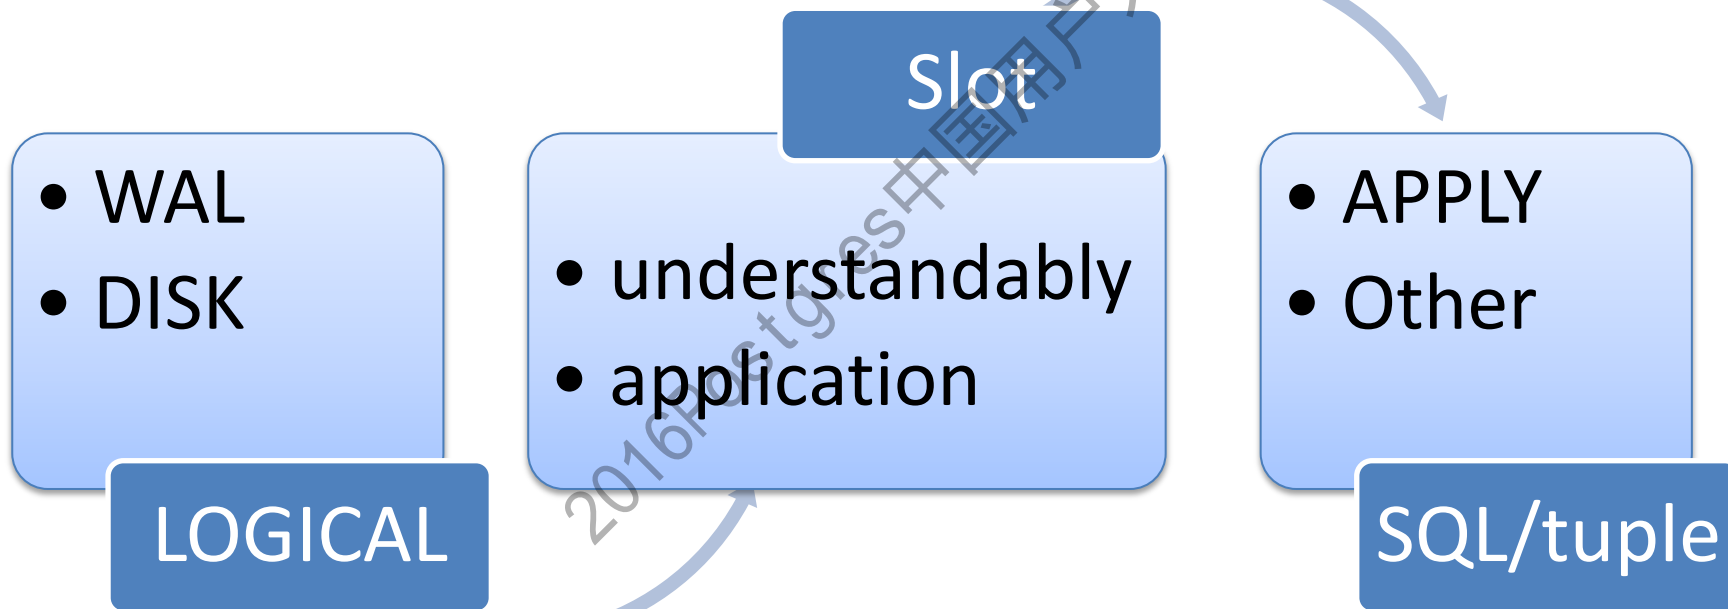 • WAL
• DISK
LOGICAL
Slot
• understandably
• application
• APPLY
• Other
SQL/tuple
2016Postgres中国用户